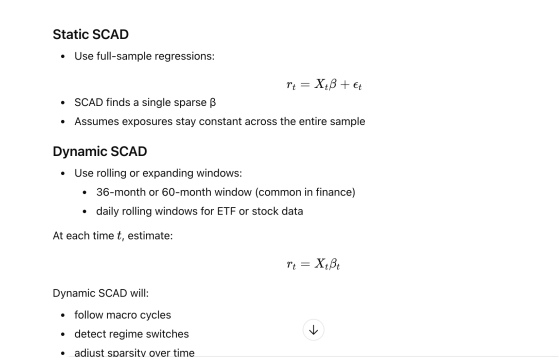 Static SCAD
• Use full-sample regressions:
rₜ = Xₜβ + ϵₜ
• SCAD finds a single sparse β
• Assumes exposures stay constant across the entire sample
Dynamic SCAD
• Use rolling or expanding windows:
• 36-month or 60-month window (common in finance)
• daily rolling windows for ETF or stock data
At each time t, estimate:
rₜ = Xₜβₜ
Dynamic SCAD will:
• follow macro cycles
• detect regime switches
• adjust sparsity over time